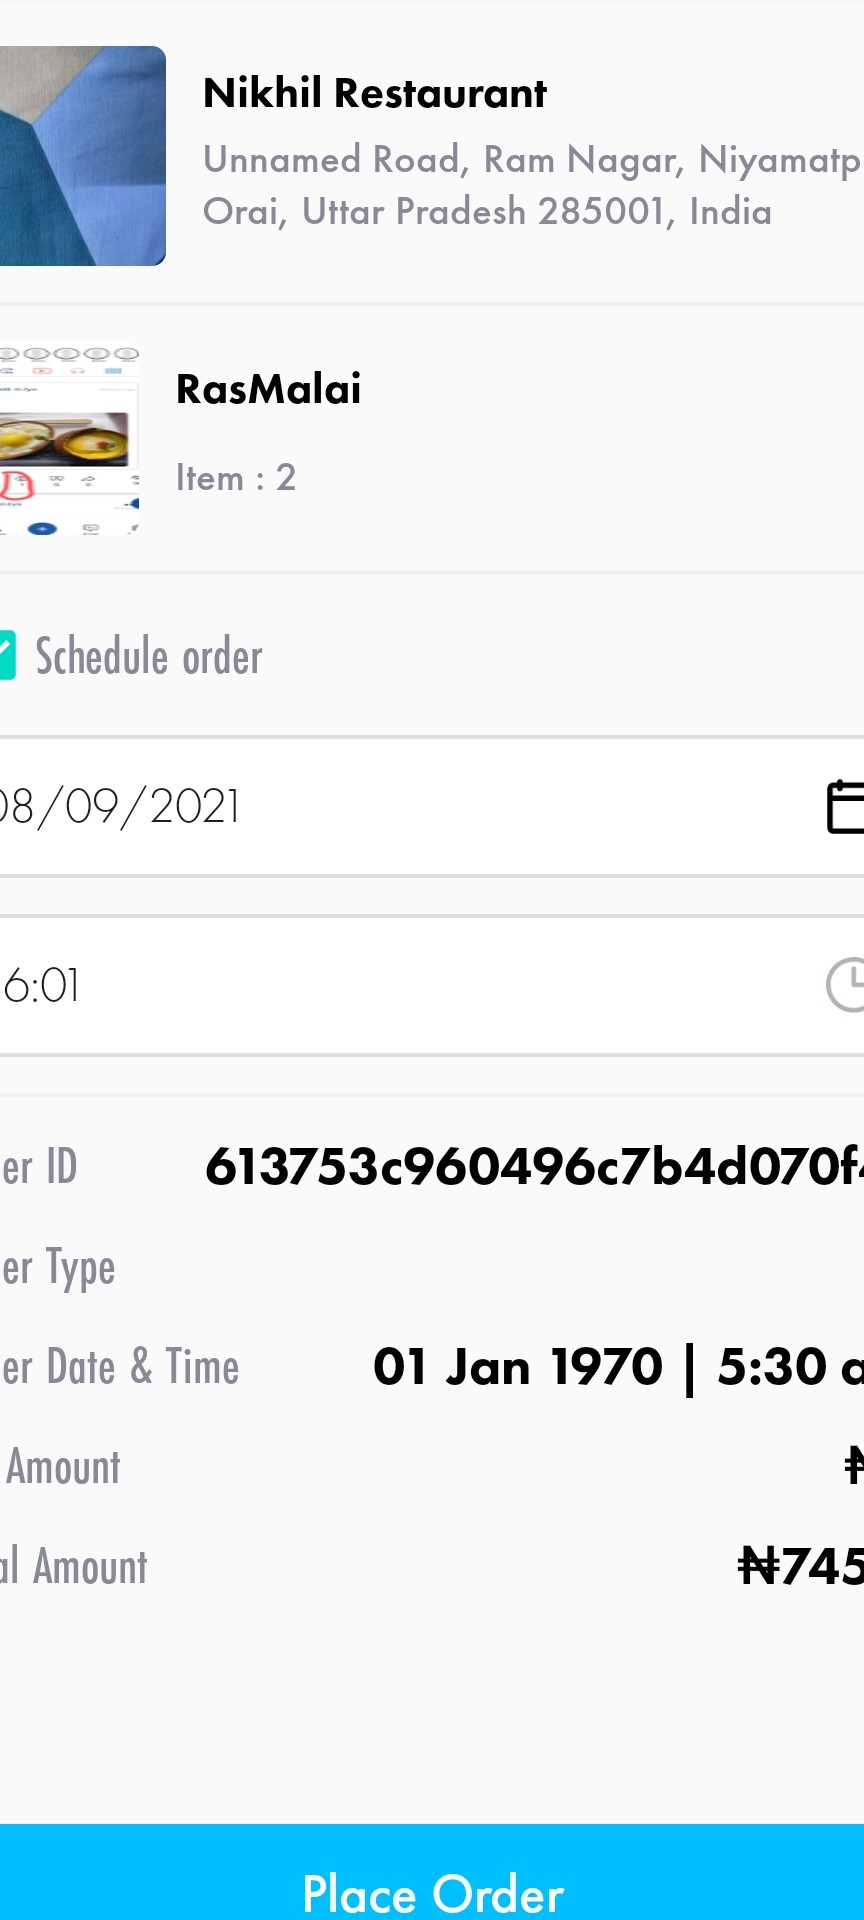 Nikhil Restaurant
Unnamed Road, Ram Nagar, Niyamatp
Orai, Uttar Pradesh 285001, India
RasMalai
Item : 2
Schedule order
08/09/2021
6:01
er ID 613753c960496c7b4d070f4
er Type
er Date & Time 01 Jan 1970 | 5:30 a
Amount ₦
al Amount ₦745
Place Order